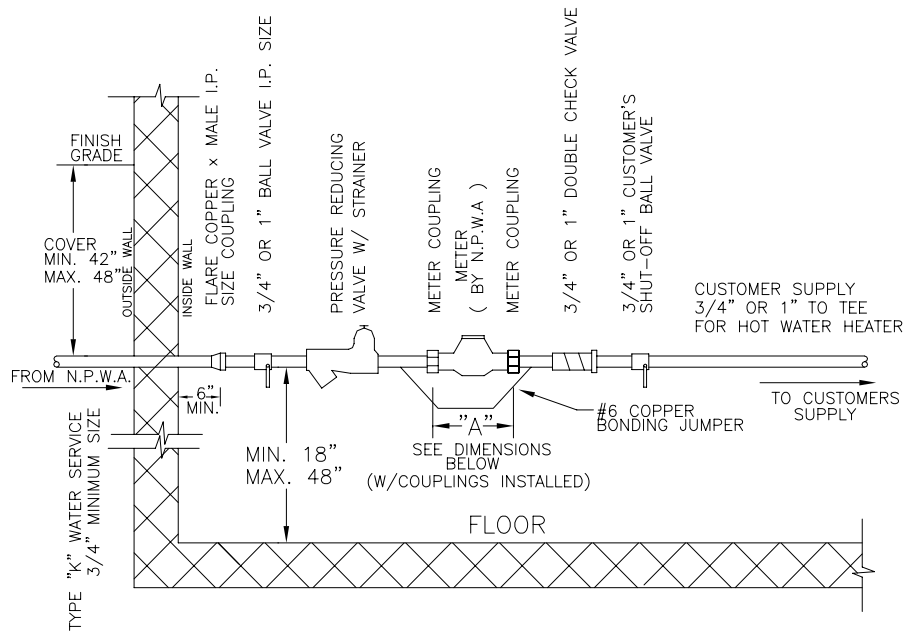 FINISH
GRADE
COVER
MIN. 42"
MAX. 48"
OUTSIDE WALL
INSIDE WALL
FLARE COPPER x MALE I.P.
SIZE COUPLING
3/4" OR 1" BALL VALVE I.P. SIZE
PRESSURE REDUCING
VALVE W/ STRAINER
METER COUPLING
METER
( BY N.P.W.A )
METER COUPLING
3/4" OR 1" DOUBLE CHECK VALVE
3/4" OR 1" CUSTOMER'S
SHUT-OFF BALL VALVE
CUSTOMER SUPPLY
3/4" OR 1" TO TEE
FOR HOT WATER HEATER
FROM N.P.W.A.
6"
MIN.
TO CUSTOMERS
SUPPLY
#6 COPPER
BONDING JUMPER
"A"
SEE DIMENSIONS
BELOW
(W/COUPLINGS INSTALLED)
MIN. 18"
MAX. 48"
TYPE "K" WATER SERVICE
3/4" MINIMUM SIZE
FLOOR